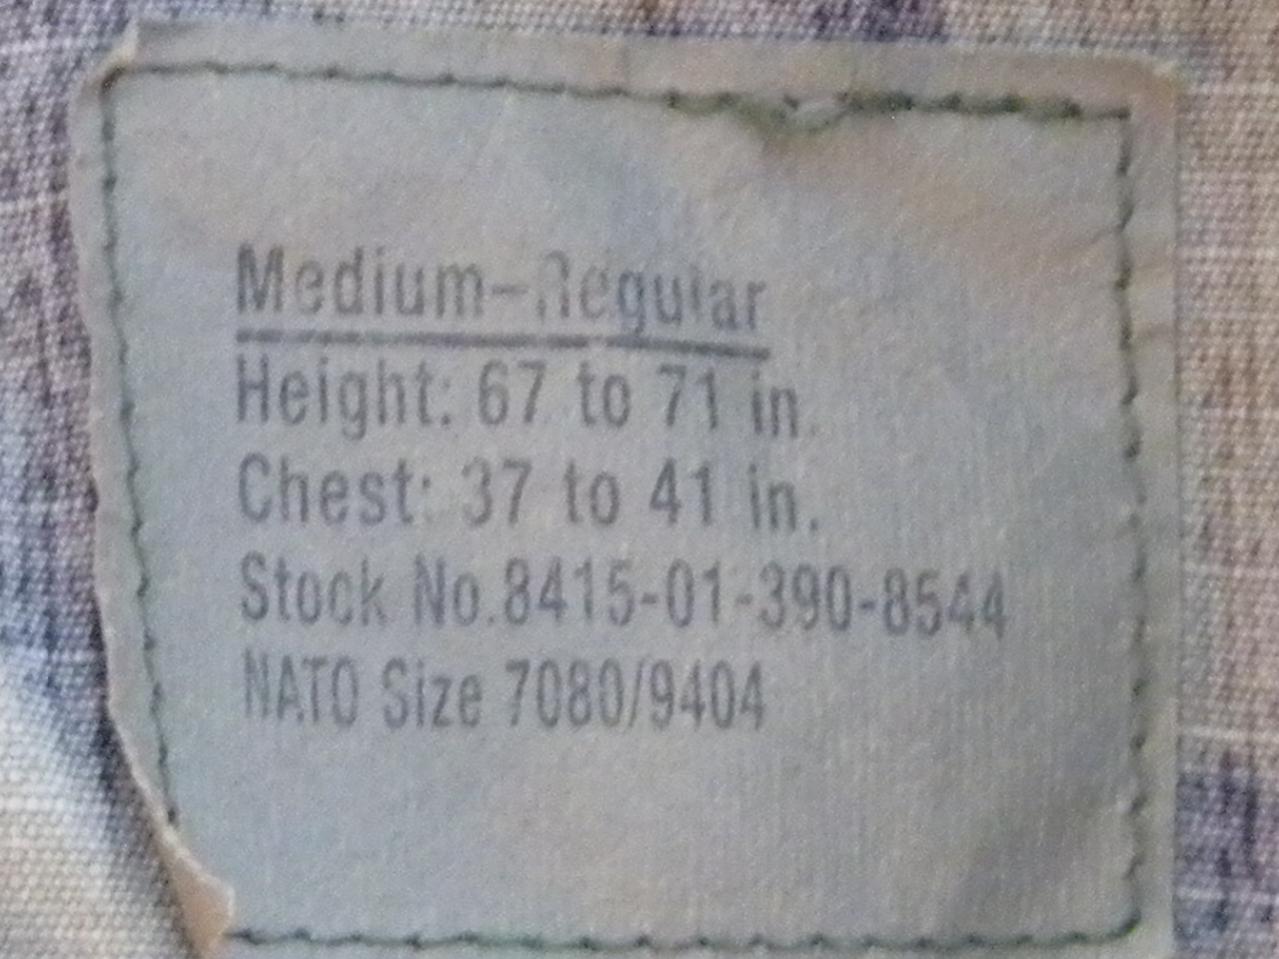 Medium-Regular
Height: 67 to 71 in.
Chest: 37 to 41 in.
Stock No.8415-01-390-8544
NATO Size 7080/9404